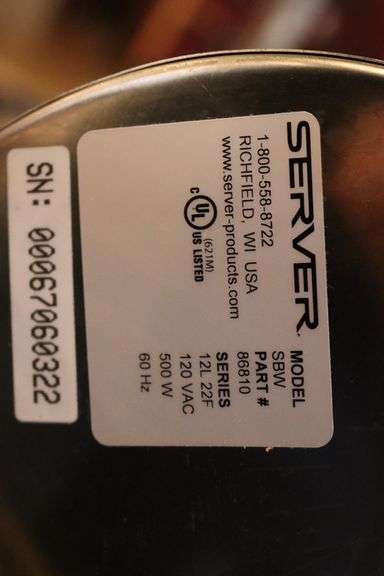 SERVER
1-800-558-8722
RICHFIELD, WI USA
www.server-products.com
C UL US LISTED
(621M)
MODEL
SBW
PART #
86810
SERIES
12L 22F
120 VAC
500 W
60 Hz
SN: 00067060322